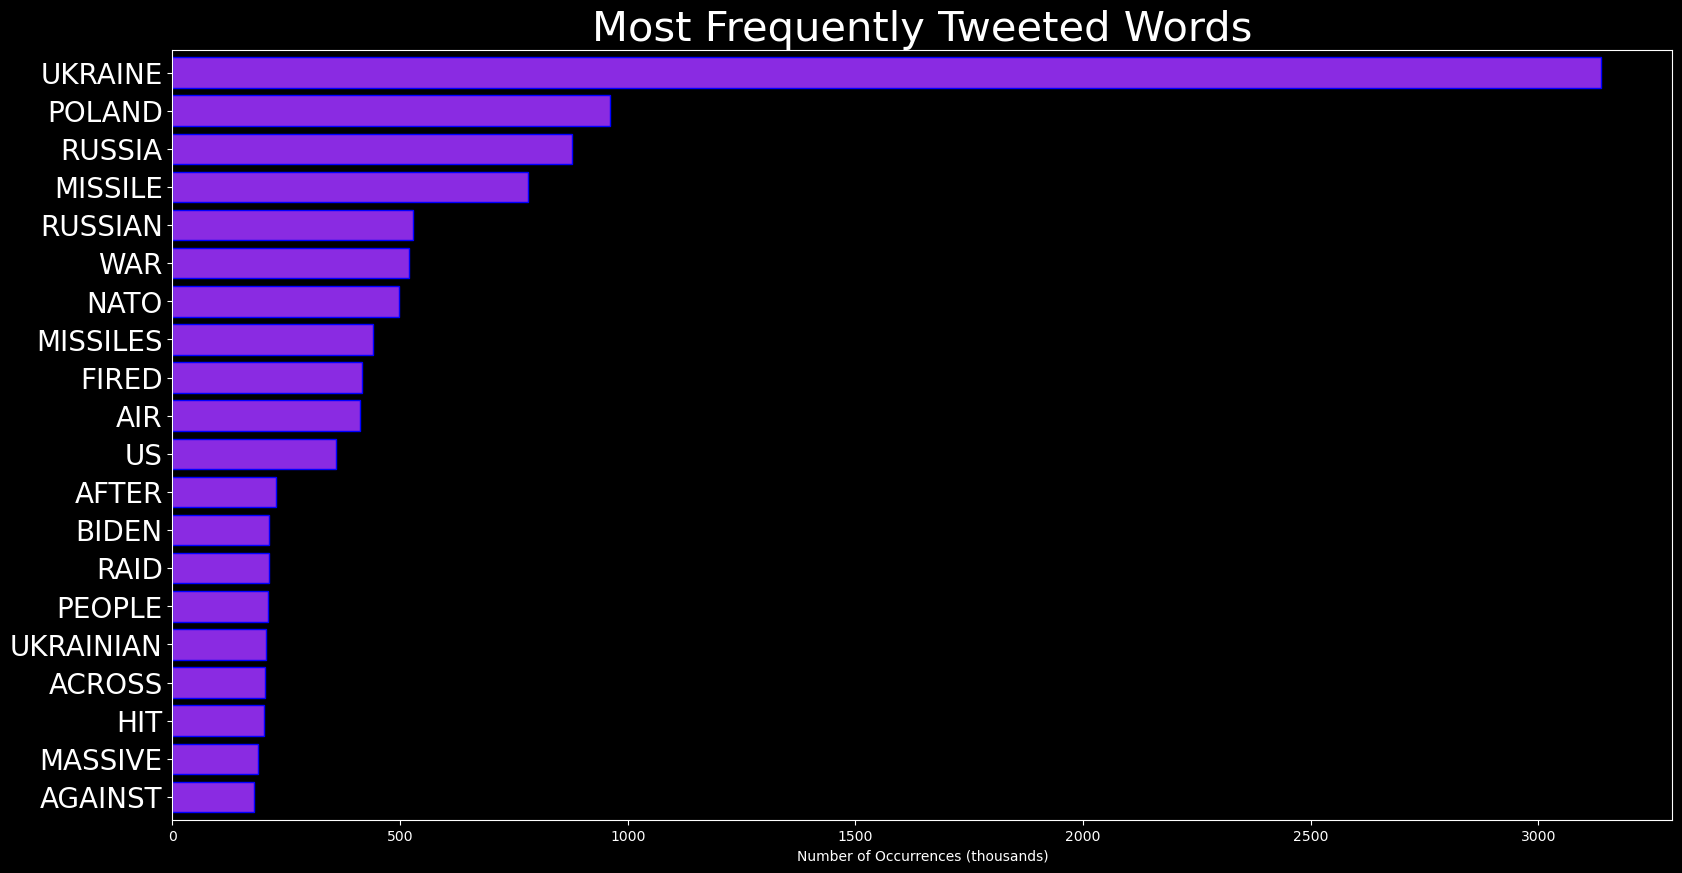 Most Frequently Tweeted Words
UKRAINE
POLAND
RUSSIA
MISSILE
RUSSIAN
WAR
NATO
MISSILES
FIRED
AIR
US
AFTER
BIDEN
RAID
PEOPLE
UKRAINIAN
ACROSS
HIT
MASSIVE
AGAINST
0 500 1000 1500 2000 2500 3000
Number of Occurrences (thousands)